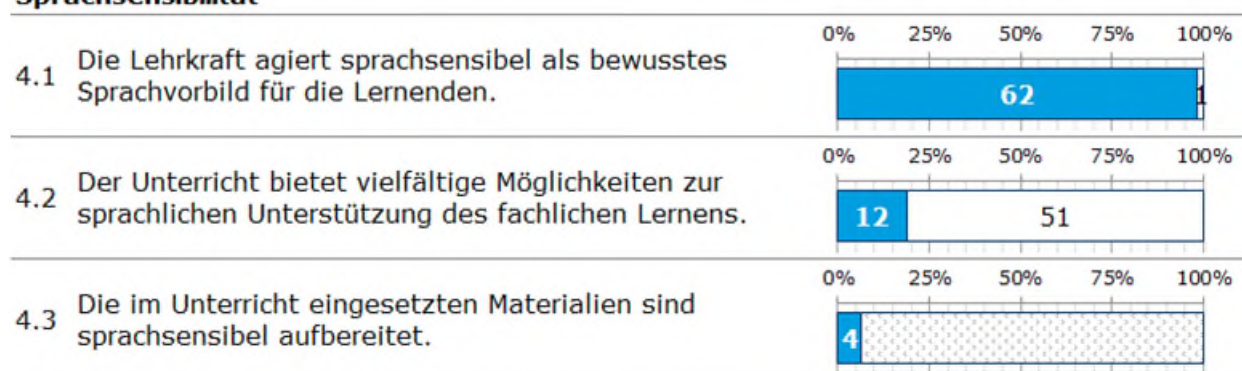 Sprachsensibilität
0% 25% 50% 75% 100%
4.1 Die Lehrkraft agiert sprachsensibel als bewusstes
Sprachvorbild für die Lernenden.
62 1
0% 25% 50% 75% 100%
4.2 Der Unterricht bietet vielfältige Möglichkeiten zur
sprachlichen Unterstützung des fachlichen Lernens.
12 51
0% 25% 50% 75% 100%
4.3 Die im Unterricht eingesetzten Materialien sind
sprachsensibel aufbereitet.
4